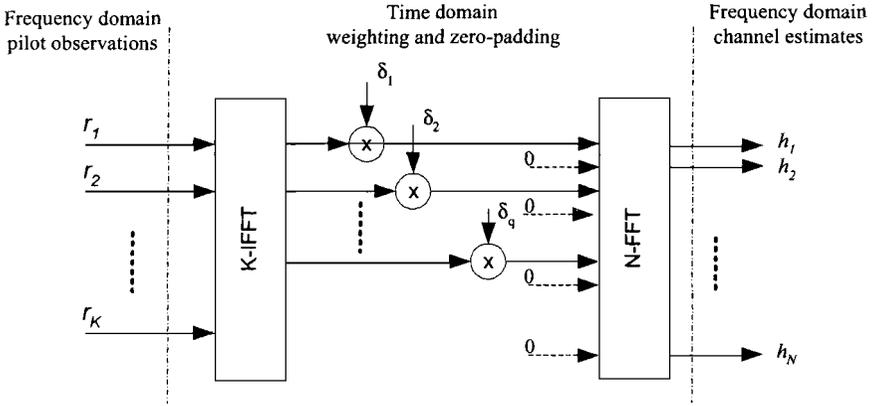 Frequency domain
pilot observations
Time domain
weighting and zero-padding
Frequency domain
channel estimates
δ1
r1
x
δ2
0
h1
h2
r2
x
0
δq
K-IFFT
x
N-FFT
0
rK
0
hN